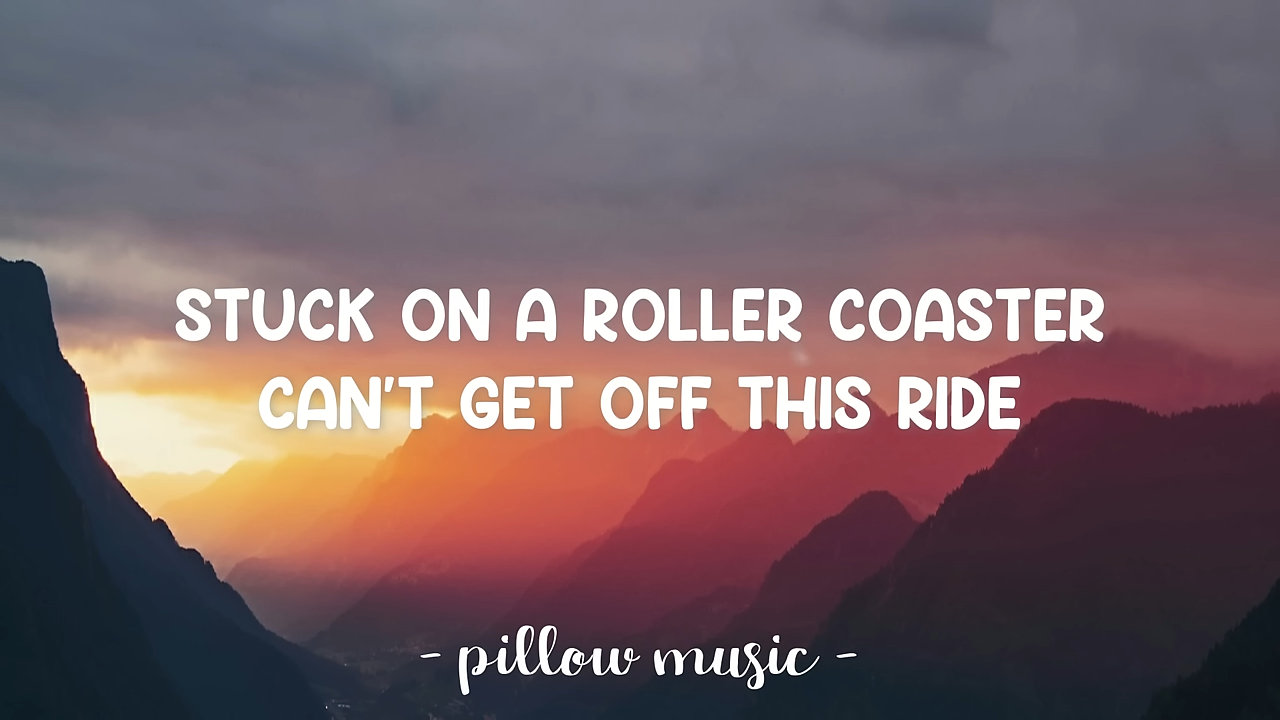 STUCK ON A ROLLER COASTER
CAN'T GET OFF THIS RIDE
- pillow music -